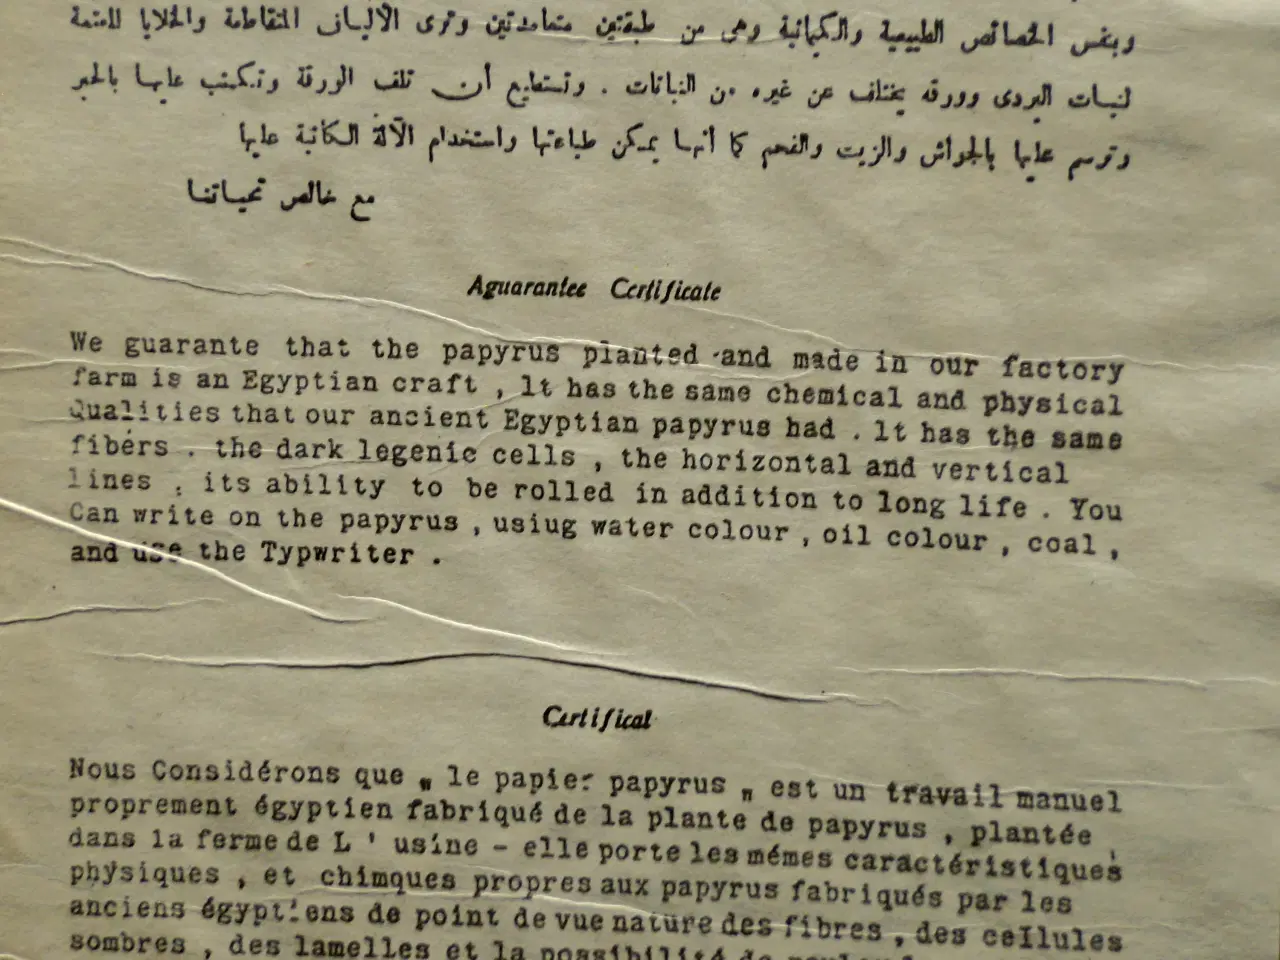 وبنفس الخصائص الطبيعية والكيمائية وهى من طبقتين متعامدتين وترى الألياف المتقاطعة والخلايا المعتمة
لنبات البردى وورقه يختلف عن غيره من النباتات . وتستطيع أن تلف الورقة وتكتب عليها بالحبر
وترسم عليها بالجواش والزيت والفحم كما أنها يمكن طباعتها واستخدام الآلة الكاتبة عليها
مع خالص تحياتنا
Aguarantee Certificate
We guarante that the papyrus planted and made in our factory
farm is an Egyptian craft , lt has the same chemical and physical
Qualities that our ancient Egyptian papyrus had . lt has the same
fibérs . the dark legenic cells , the horizontal and vertical
lines , its ability to be rolled in addition to long life . You
Can write on the papyrus , usiug water colour , oil colour , coal ,
and use the Typwriter .
Certificat
Nous Considérons que „ le papier papyrus „ est un travail manuel
proprement égyptien fabriqué de la plante de papyrus , plantée
dans la ferme de L ' usine - elle porte les mémes caractéristiques
physiques , et chimques propres aux papyrus fabriqués par les
anciens égyptiens de point de vue nature des fibres , des cellules
sombres , des lamelles et la possibilité de